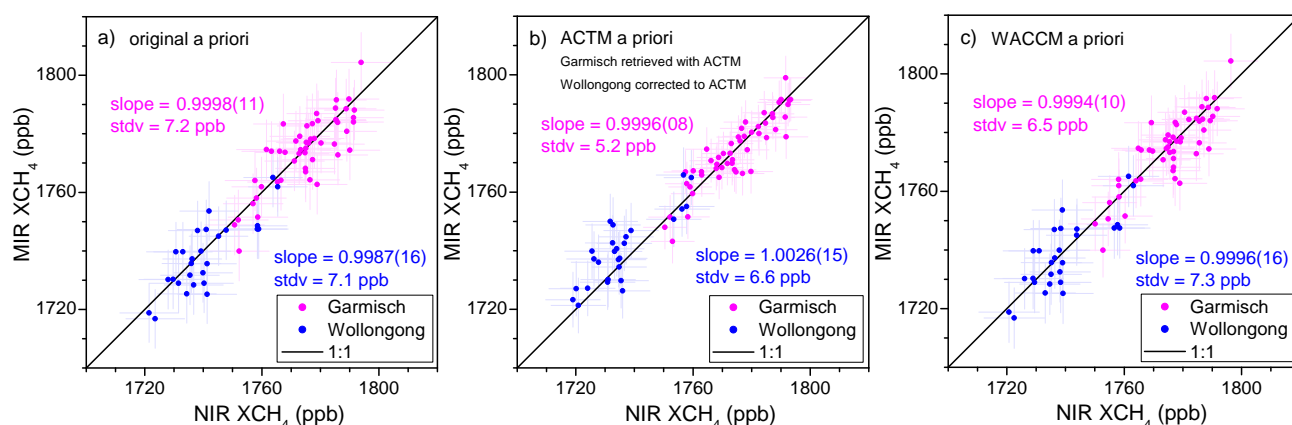 a) original a priori
slope = 0.9998(11)
stdv = 7.2 ppb
slope = 0.9987(16)
stdv = 7.1 ppb
Garmisch
Wollongong
1:1
1800
1760
1720
MIR XCH₄ (ppb)
1720 1760 1800
NIR XCH₄ (ppb)
b) ACTM a priori
Garmisch retrieved with ACTM
Wollongong corrected to ACTM
slope = 0.9996(08)
stdv = 5.2 ppb
slope = 1.0026(15)
stdv = 6.6 ppb
Garmisch
Wollongong
1:1
1800
1760
1720
MIR XCH₄ (ppb)
1720 1760 1800
NIR XCH₄ (ppb)
c) WACCM a priori
slope = 0.9994(10)
stdv = 6.5 ppb
slope = 0.9996(16)
stdv = 7.3 ppb
Garmisch
Wollongong
1:1
1800
1760
1720
MIR XCH₄ (ppb)
1720 1760 1800
NIR XCH₄ (ppb)